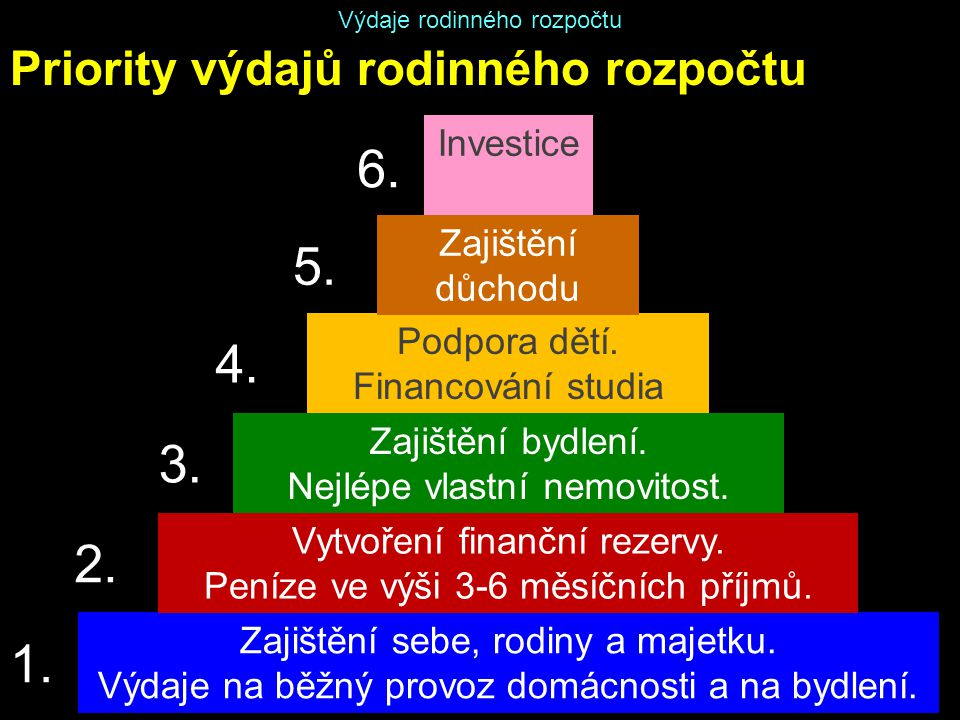 Výdaje rodinného rozpočtu
Priority výdajů rodinného rozpočtu
6.
Investice
5.
Zajištění
důchodu
4.
Podpora dětí.
Financování studia
3.
Zajištění bydlení.
Nejlépe vlastní nemovitost.
2.
Vytvoření finanční rezervy.
Peníze ve výši 3-6 měsíčních příjmů.
1.
Zajištění sebe, rodiny a majetku.
Výdaje na běžný provoz domácnosti a na bydlení.